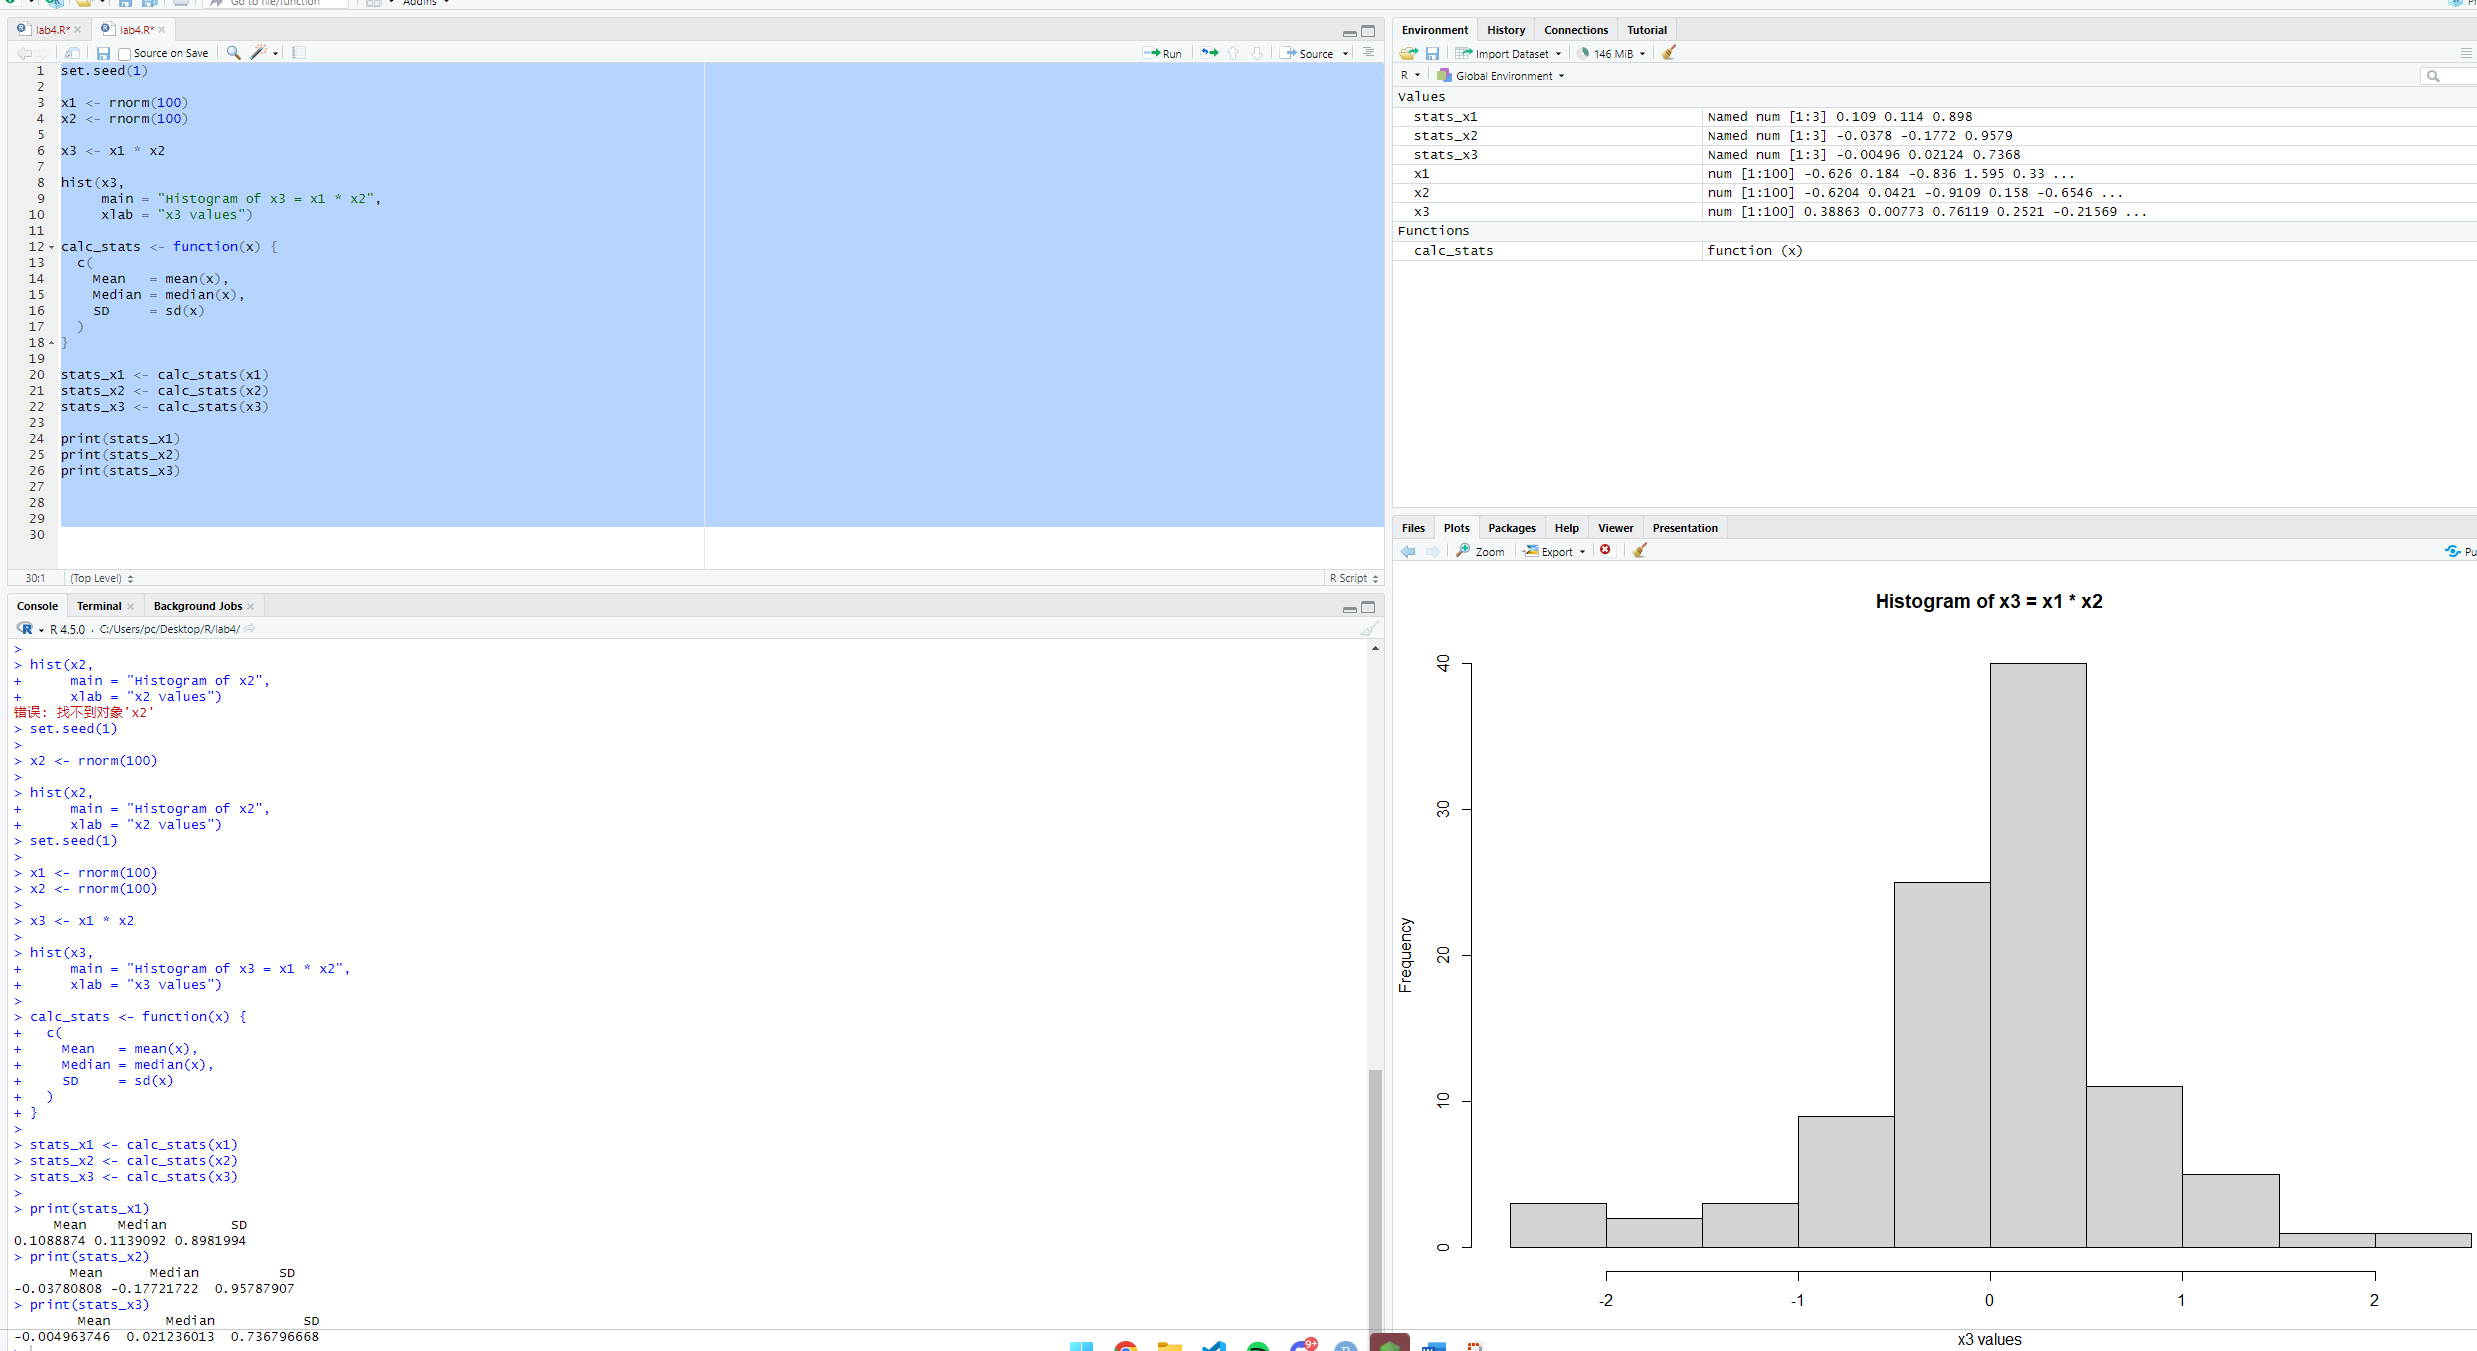 Go to file/function
Addins
lab4.R*
lab4.R*
Source on Save
Run
Source
1 set.seed(1)
2
3 x1 <- rnorm(100)
4 x2 <- rnorm(100)
5
6 x3 <- x1 * x2
7
8 hist(x3,
9      main = "Histogram of x3 = x1 * x2",
10      xlab = "x3 values")
11
12 calc_stats <- function(x) {
13   c(
14     Mean   = mean(x),
15     Median = median(x),
16     SD     = sd(x)
17   )
18 }
19
20 stats_x1 <- calc_stats(x1)
21 stats_x2 <- calc_stats(x2)
22 stats_x3 <- calc_stats(x3)
23
24 print(stats_x1)
25 print(stats_x2)
26 print(stats_x3)
27
28
29
30
30:1 (Top Level) R Script
Console Terminal Background Jobs
R 4.5.0 · C:/Users/pc/Desktop/R/lab4/
>
> hist(x2,
+      main = "Histogram of x2",
+      xlab = "x2 values")
错误: 找不到对象'x2'
> set.seed(1)
>
> x2 <- rnorm(100)
>
> hist(x2,
+      main = "Histogram of x2",
+      xlab = "x2 values")
> set.seed(1)
>
> x1 <- rnorm(100)
> x2 <- rnorm(100)
>
> x3 <- x1 * x2
>
> hist(x3,
+      main = "Histogram of x3 = x1 * x2",
+      xlab = "x3 values")
>
> calc_stats <- function(x) {
+   c(
+     Mean   = mean(x),
+     Median = median(x),
+     SD     = sd(x)
+   )
+ }
>
> stats_x1 <- calc_stats(x1)
> stats_x2 <- calc_stats(x2)
> stats_x3 <- calc_stats(x3)
>
> print(stats_x1)
Mean Median SD
0.1088874 0.1139092 0.8981994
> print(stats_x2)
Mean Median SD
-0.03780808 -0.17721722 0.95787907
> print(stats_x3)
Mean Median SD
-0.004963746 0.021236013 0.736796668
Environment History Connections Tutorial
Import Dataset 146 MiB
R Global Environment
Values
stats_x1 Named num [1:3] 0.109 0.114 0.898
stats_x2 Named num [1:3] -0.0378 -0.1772 0.9579
stats_x3 Named num [1:3] -0.00496 0.02124 0.7368
x1 num [1:100] -0.626 0.184 -0.836 1.595 0.33 ...
x2 num [1:100] -0.6204 0.0421 -0.9109 0.158 -0.6546 ...
x3 num [1:100] 0.38863 0.00773 0.76119 0.2521 -0.21569 ...
Functions
calc_stats function (x)
Files Plots Packages Help Viewer Presentation
Zoom Export Pu
Histogram of x3 = x1 * x2
Frequency
40
30
20
10
0
-2 -1 0 1 2
x3 values
9+